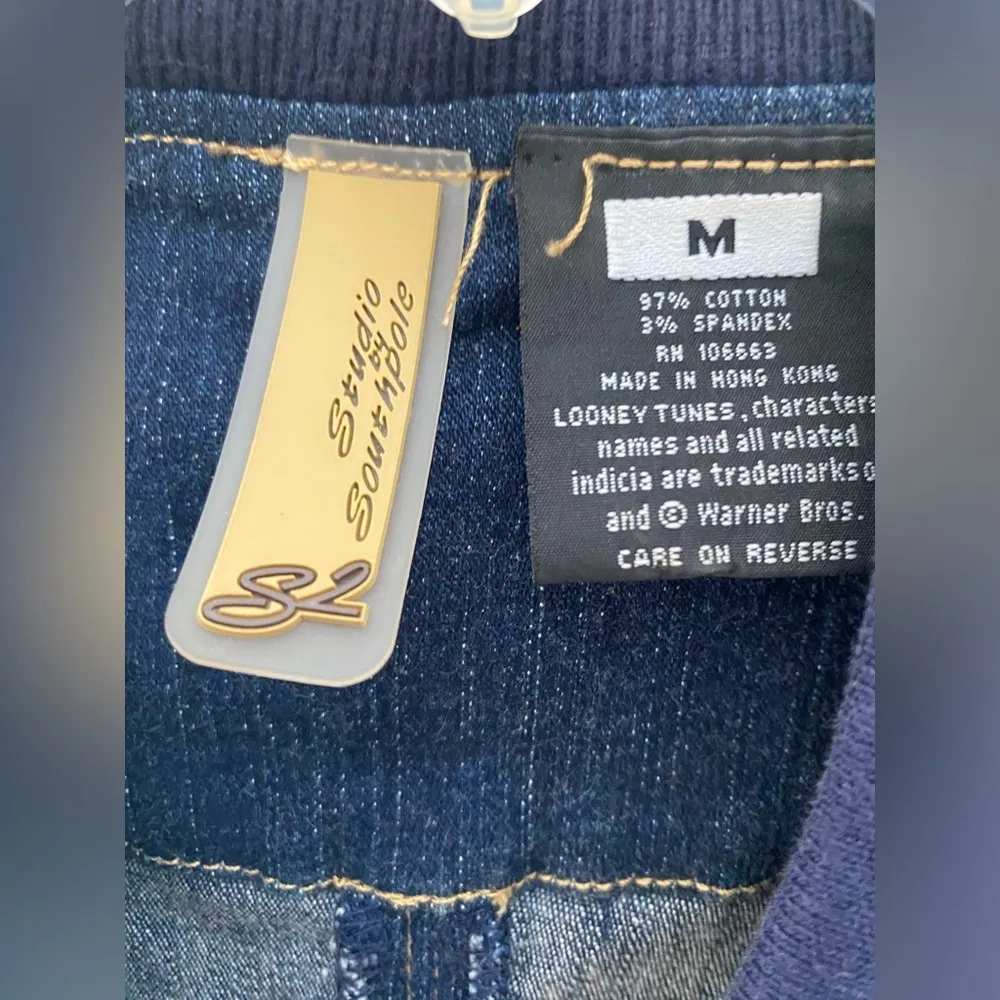 Studio
by
Southpole
M
97% COTTON
3% SPANDEX
RN 106663
MADE IN HONG KONG
LOONEY TUNES, characters
names and all related
indicia are trademarks o
and © Warner Bros.
CARE ON REVERSE